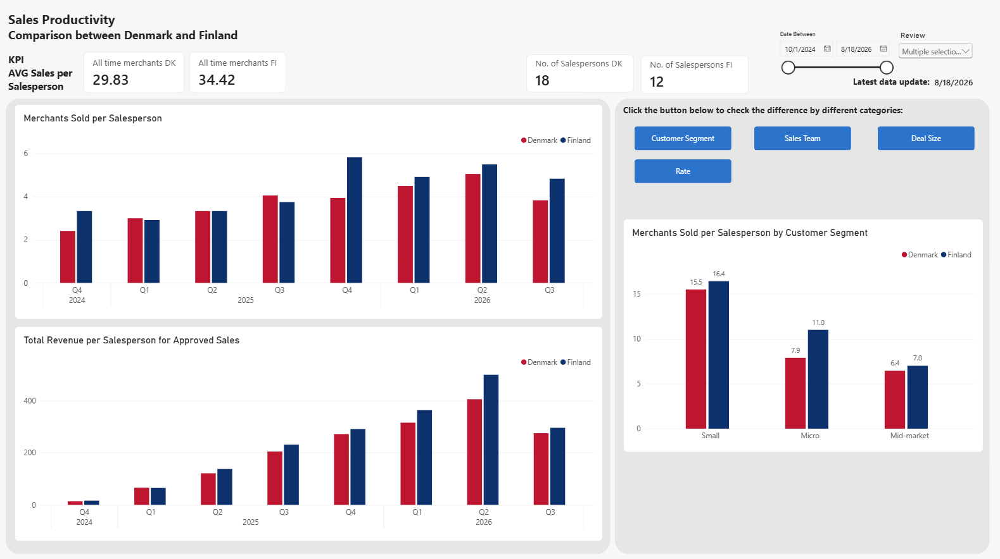 Sales Productivity
Comparison between Denmark and Finland
KPI
AVG Sales per
Salesperson
All time merchants DK
29.83
All time merchants FI
34.42
No. of Salespersons DK
18
No. of Salespersons FI
12
Date Between
10/1/2024
8/18/2026
Review
Multiple selectio...
Latest data update: 8/18/2026
Merchants Sold per Salesperson
Denmark Finland
6
4
2
0
Q4 Q1 Q2 Q3 Q4 Q1 Q2 Q3
2024 2025 2026
Total Revenue per Salesperson for Approved Sales
Denmark Finland
400
200
0
Q4 Q1 Q2 Q3 Q4 Q1 Q2 Q3
2024 2025 2026
Click the button below to check the difference by different categories:
Customer Segment
Sales Team
Deal Size
Rate
Merchants Sold per Salesperson by Customer Segment
Denmark Finland
15
10
5
0
15.5 16.4
7.9 11.0
6.4 7.0
Small Micro Mid-market